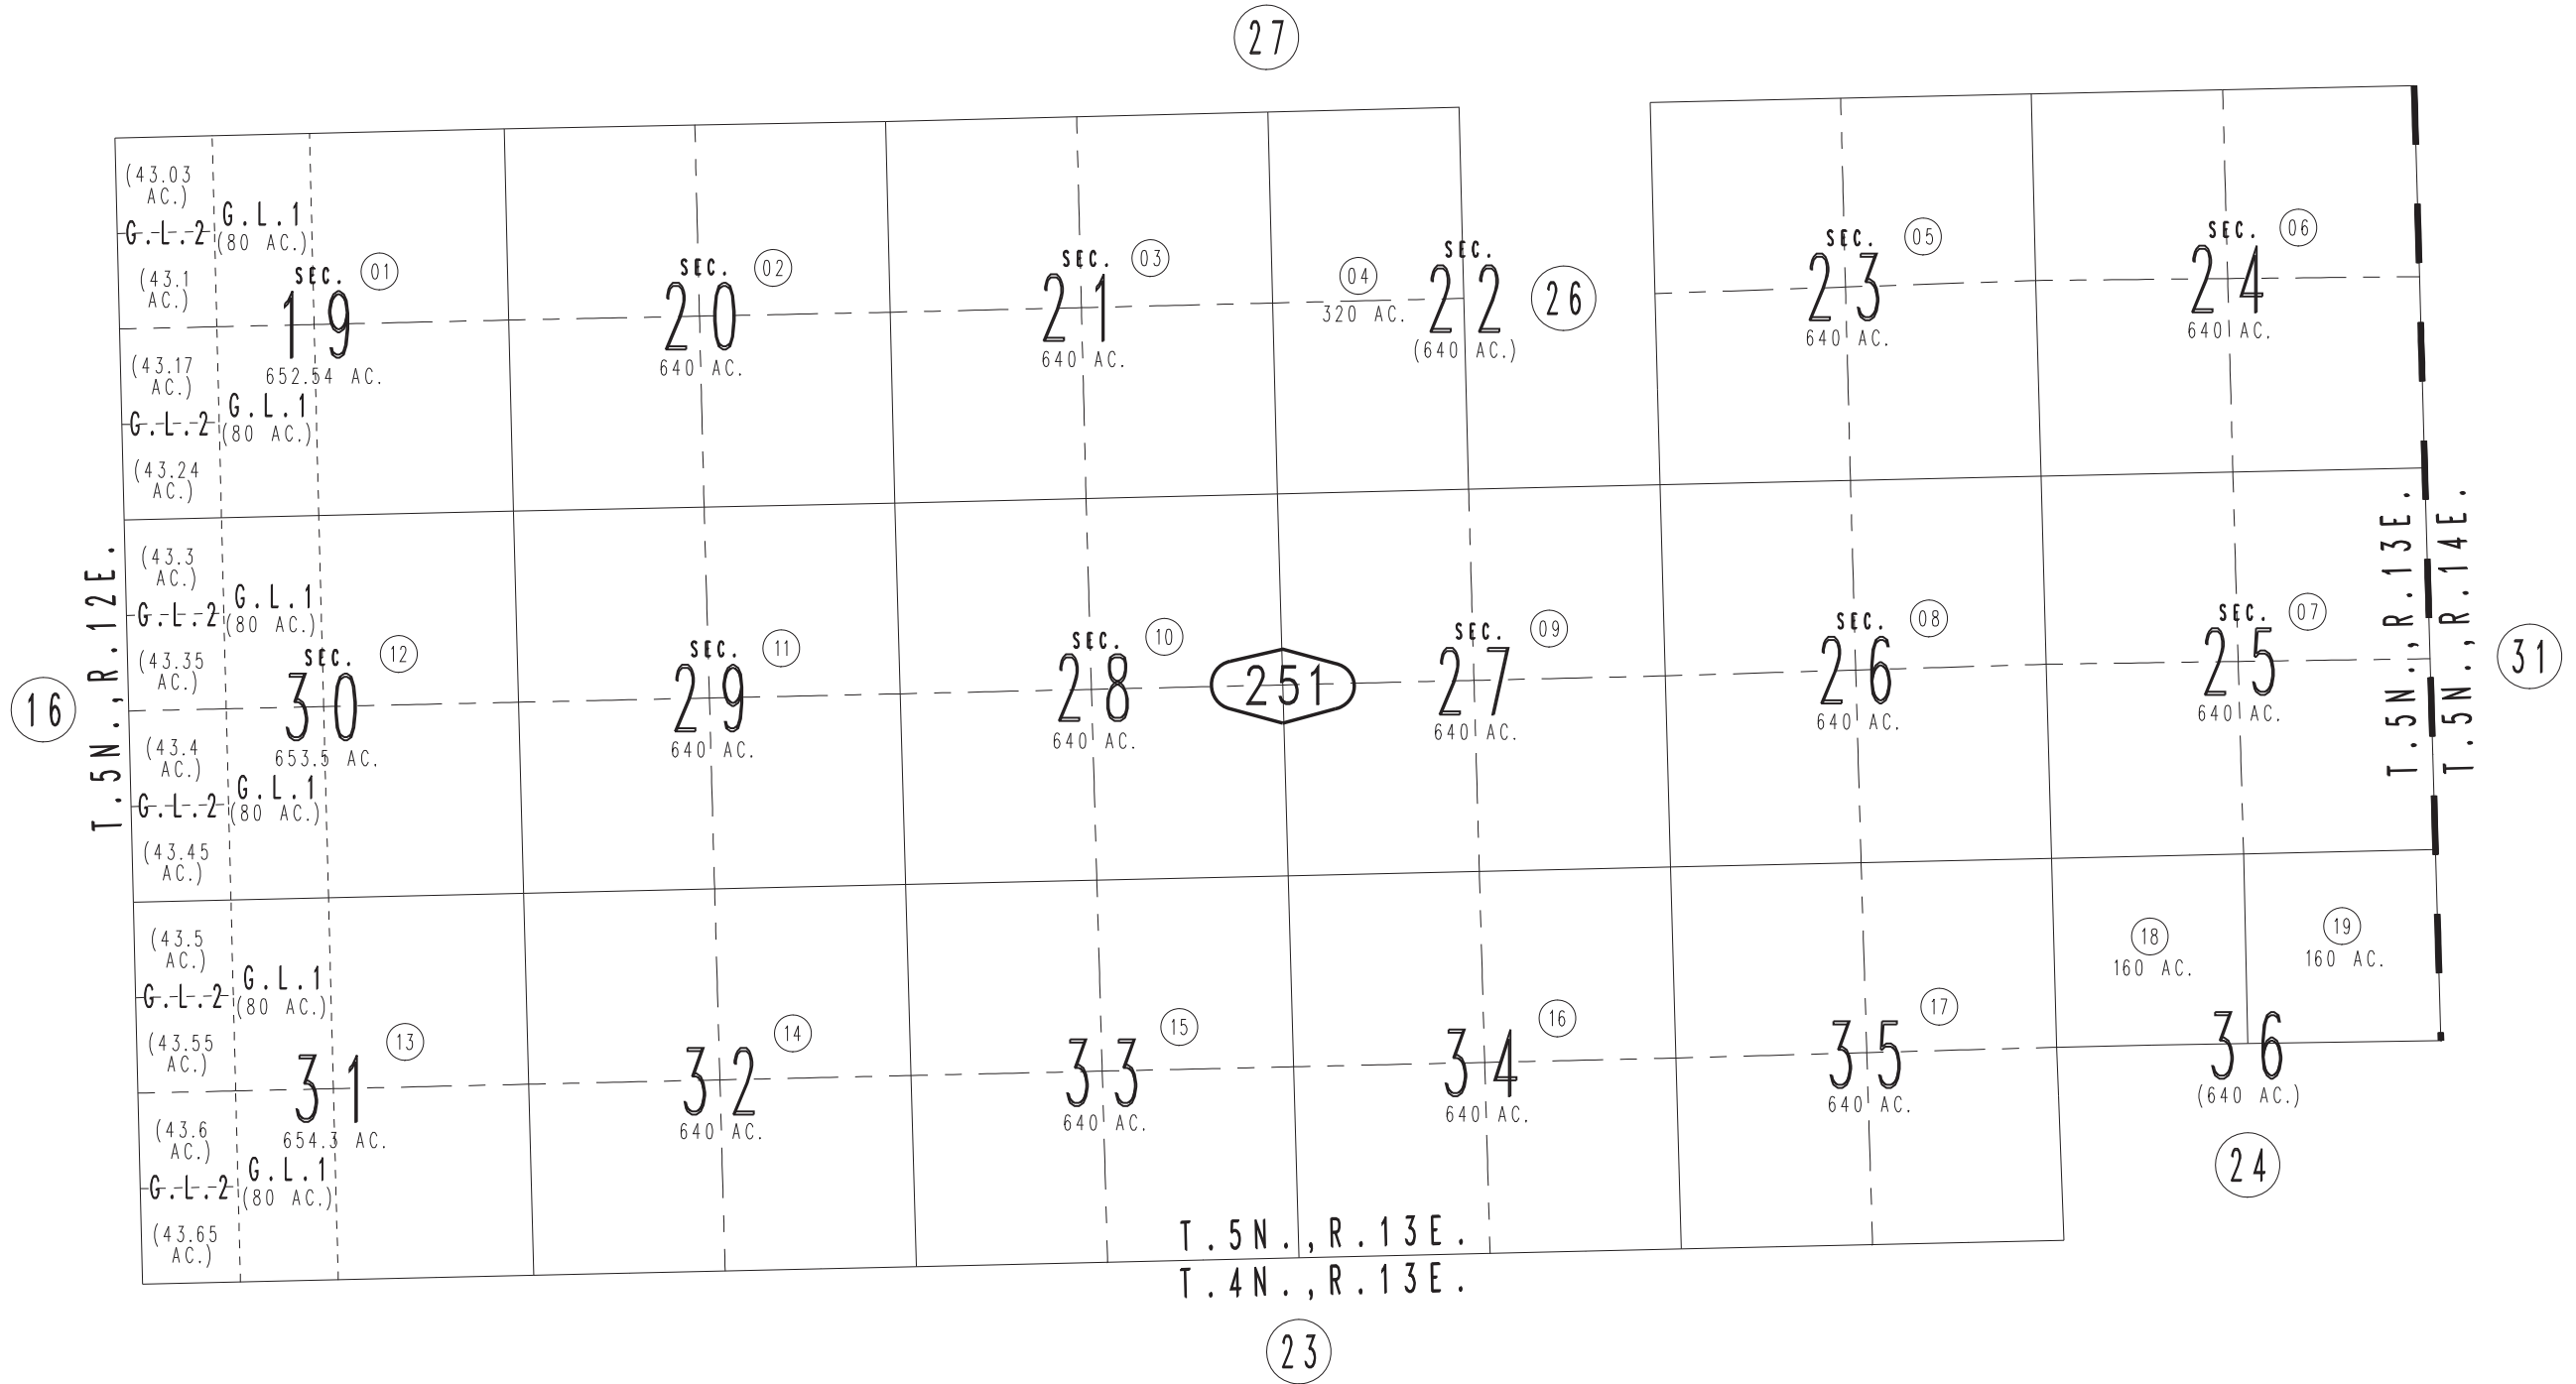 27
(43.03
AC.)
G.L.2
G.L.1
(80 AC.)
(43.1
AC.)
SEC.
01
19
652.54 AC.
(43.17
AC.)
G.L.2
G.L.1
(80 AC.)
(43.24
AC.)
SEC.
02
20
640 AC.
SEC.
03
21
640 AC.
04
320 AC.
SEC.
22
(640 AC.)
26
SEC.
05
23
640 AC.
SEC.
06
24
640 AC.
T.5N.,R.12E.
16
(43.3
AC.)
G.L.2
G.L.1
(80 AC.)
(43.35
AC.)
SEC.
12
30
653.5 AC.
(43.4
AC.)
G.L.2
G.L.1
(80 AC.)
(43.45
AC.)
SEC.
11
29
640 AC.
SEC.
10
28
640 AC.
251
SEC.
09
27
640 AC.
SEC.
08
26
640 AC.
SEC.
07
25
640 AC.
T.5N.,R.13E.
T.5N.,R.14E.
31
(43.5
AC.)
G.L.2
G.L.1
(80 AC.)
(43.55
AC.)
13
31
654.3 AC.
(43.6
AC.)
G.L.2
G.L.1
(80 AC.)
(43.65
AC.)
14
32
640 AC.
15
33
640 AC.
16
34
640 AC.
17
35
640 AC.
18
160 AC.
19
160 AC.
36
(640 AC.)
24
T.5N.,R.13E.
T.4N.,R.13E.
23